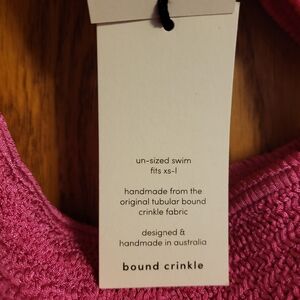 un-sized swim
fits xs-l
handmade from the
original tubular bound
crinkle fabric
designed &
handmade in australia
bound crinkle